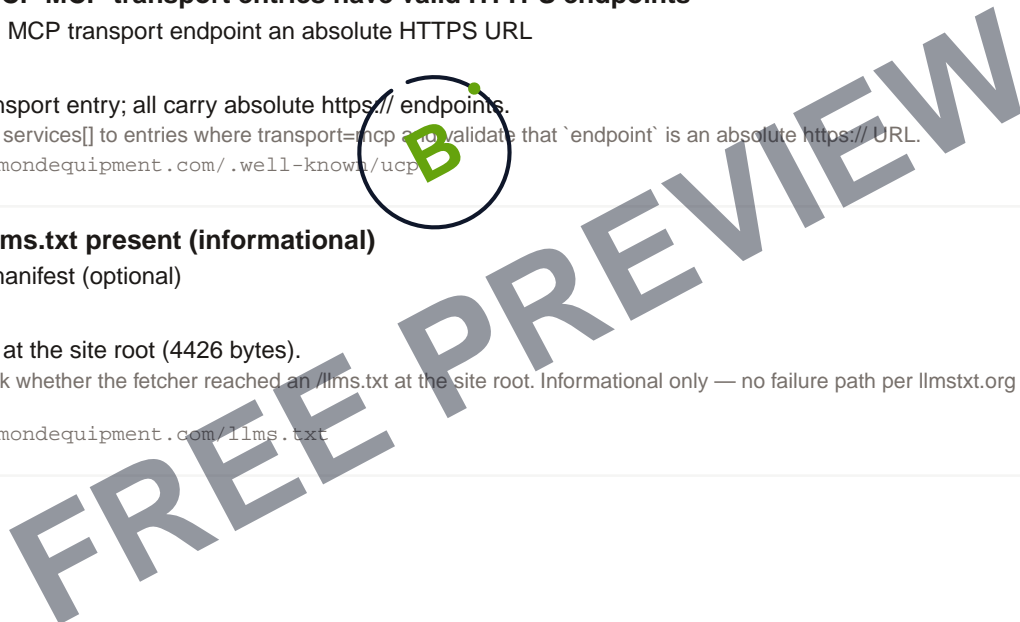 MCP transport entries have valid HTTPS endpoints
MCP transport endpoint an absolute HTTPS URL
entry; all carry absolute https:// endpoints.
services[] to entries where transport=mcp and validate that `endpoint` is an absolute https:// URL.
mondequipment.com/.well-known/ucp
B
ms.txt present (informational)
manifest (optional)
at the site root (4426 bytes).
k whether the fetcher reached an /llms.txt at the site root. Informational only — no failure path per llmstxt.org
mondequipment.com/llms.txt
FREE PREVIEW